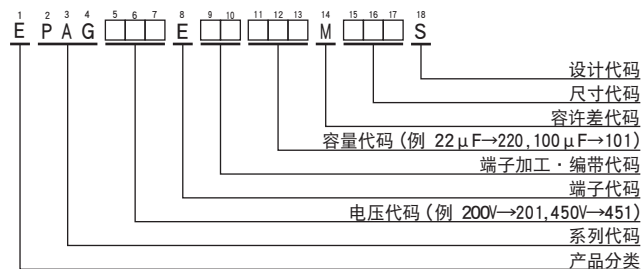 1 2 3 4 5 6 7 8 9 10 11 12 13 14 15 16 17 18
E P A G □□□ E □□ □□□ M □□□ S
设计代码
尺寸代码
容许差代码
容量代码 (例 22μF→220,100μF→101)
端子加工・编带代码
端子代码
电压代码 (例 200V→201,450V→451)
系列代码
产品分类